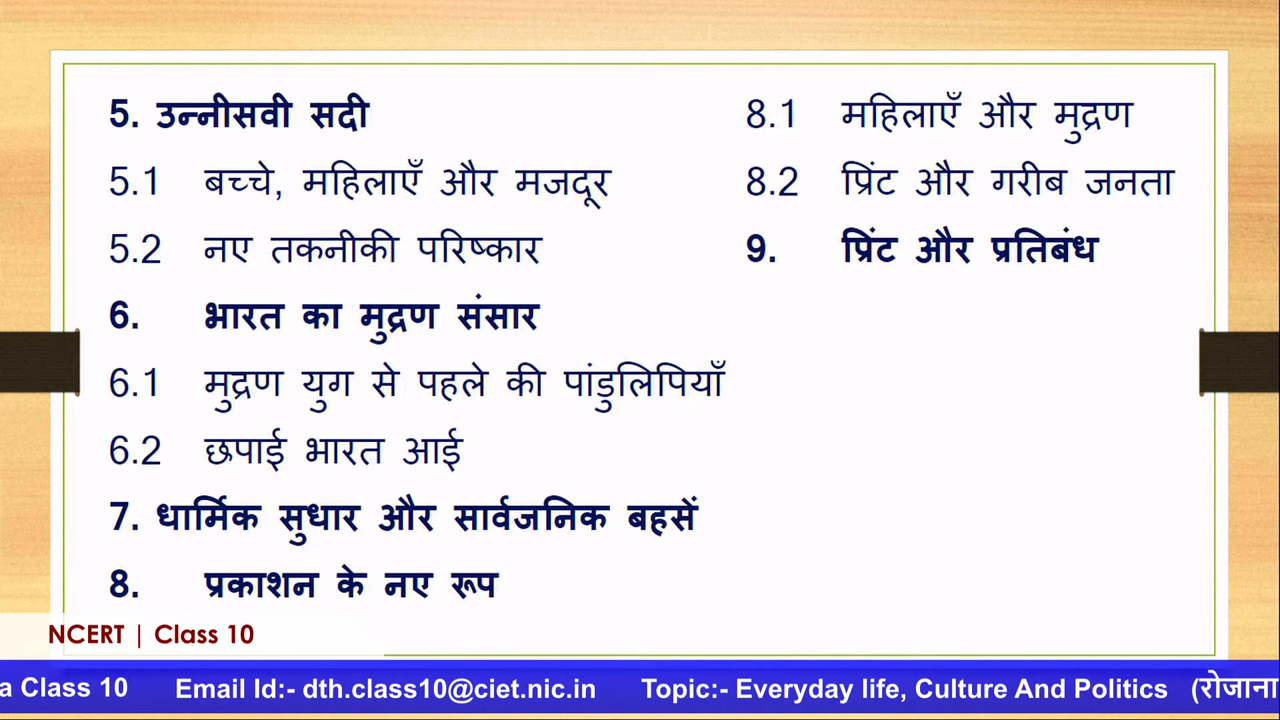 5. उन्नीसवी सदी
5.1 बच्चे, महिलाएँ और मजदूर
5.2 नए तकनीकी परिष्कार
6. भारत का मुद्रण संसार
6.1 मुद्रण युग से पहले की पांडुलिपियाँ
6.2 छपाई भारत आई
7. धार्मिक सुधार और सार्वजनिक बहसें
8. प्रकाशन के नए रूप
8.1 महिलाएँ और मुद्रण
8.2 प्रिंट और गरीब जनता
9. प्रिंट और प्रतिबंध
NCERT | Class 10
a Class 10 Email Id:- dth.class10@ciet.nic.in Topic:- Everyday life, Culture And Politics (रोजाना